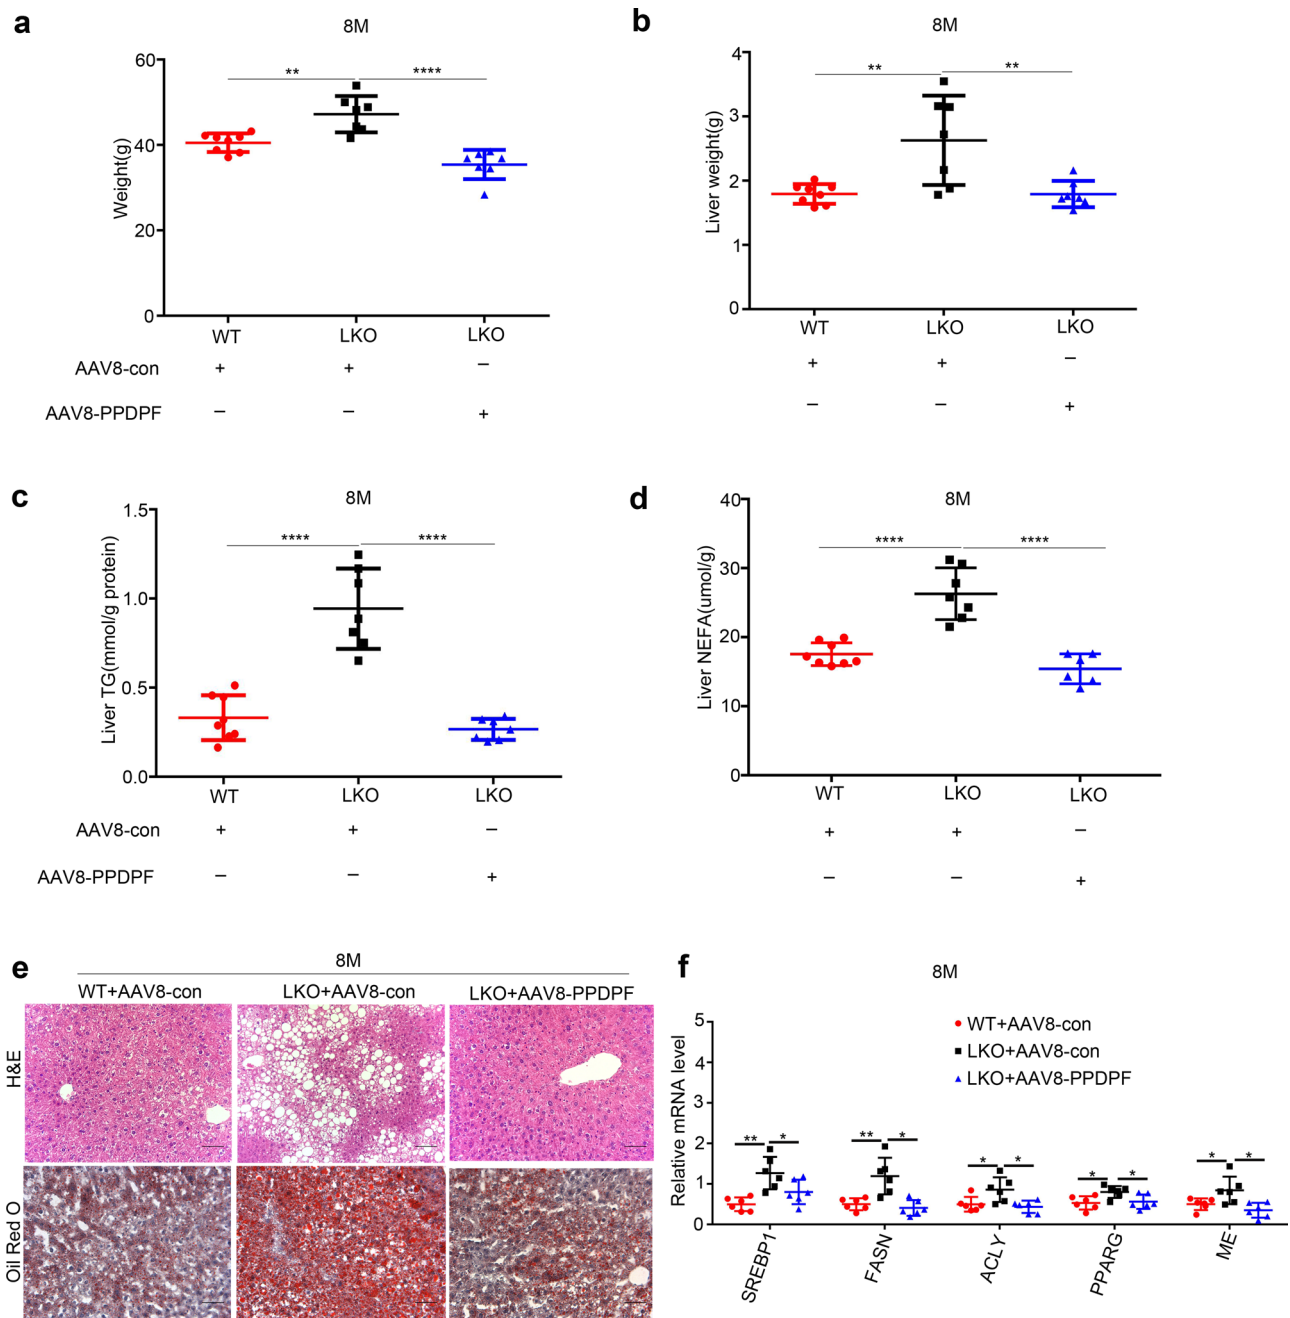 a
8M
60
40
20
0
Weight(g)
** ****
WT LKO LKO
AAV8-con + + −
AAV8-PPDPF − − +
b
8M
4
3
2
1
0
Liver weight(g)
** **
WT LKO LKO
+ + −
− − +
c
8M
1.5
1.0
0.5
0.0
Liver TG(mmol/g protein)
**** ****
WT LKO LKO
AAV8-con + + −
AAV8-PPDPF − − +
d
8M
40
30
20
10
0
Liver NEFA(umol/g)
**** ****
WT LKO LKO
+ + −
− − +
e
8M
WT+AAV8-con LKO+AAV8-con LKO+AAV8-PPDPF
H&E
Oil Red O
f
8M
WT+AAV8-con
LKO+AAV8-con
LKO+AAV8-PPDPF
5
4
3
2
1
0
Relative mRNA level
** * ** * * * * * * *
SREBP1 FASN ACLY PPARG ME